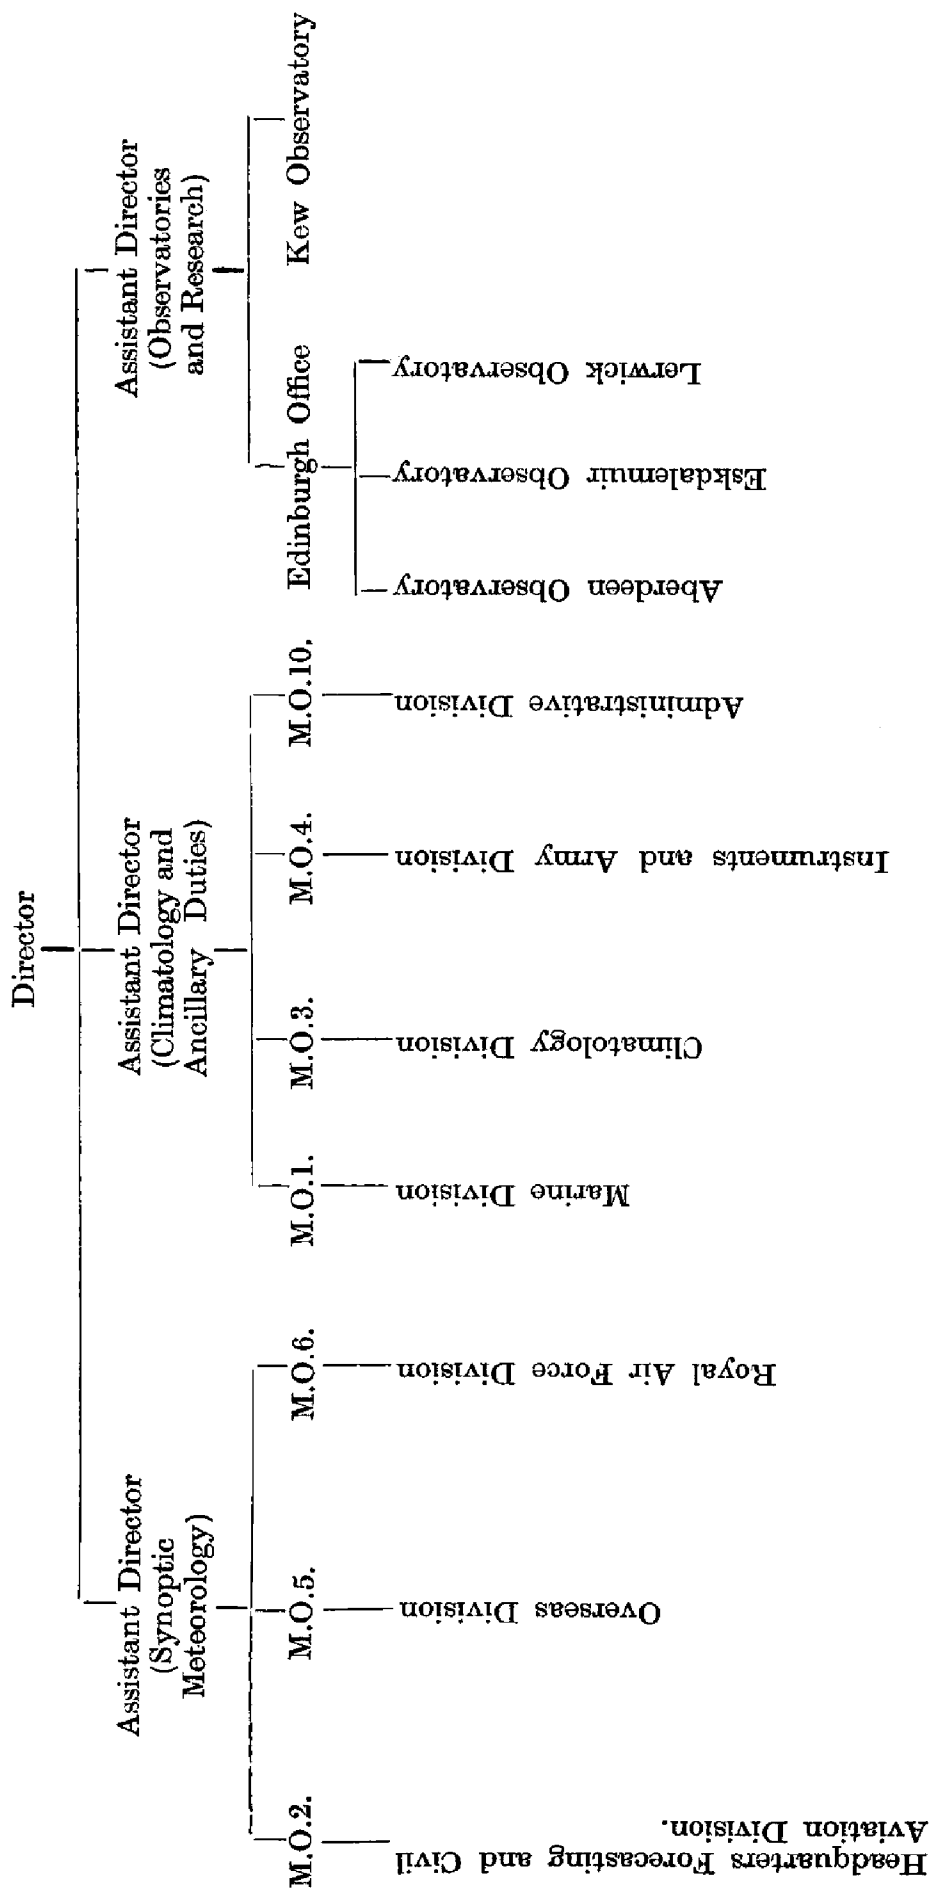 Director
Assistant Director
(Synoptic
Meteorology)
Assistant Director
(Climatology and
Ancillary Duties)
Assistant Director
(Observatories
and Research)
M.O.2.
M.O.5.
M.O.6.
M.O.1.
M.O.3.
M.O.4.
M.O.10.
Edinburgh Office
Kew Observatory
Headquarters Forecasting and Civil
Aviation Division.
Overseas Division
Royal Air Force Division
Marine Division
Climatology Division
Instruments and Army Division
Administrative Division
Aberdeen Observatory
Eskdalemuir Observatory
Lerwick Observatory